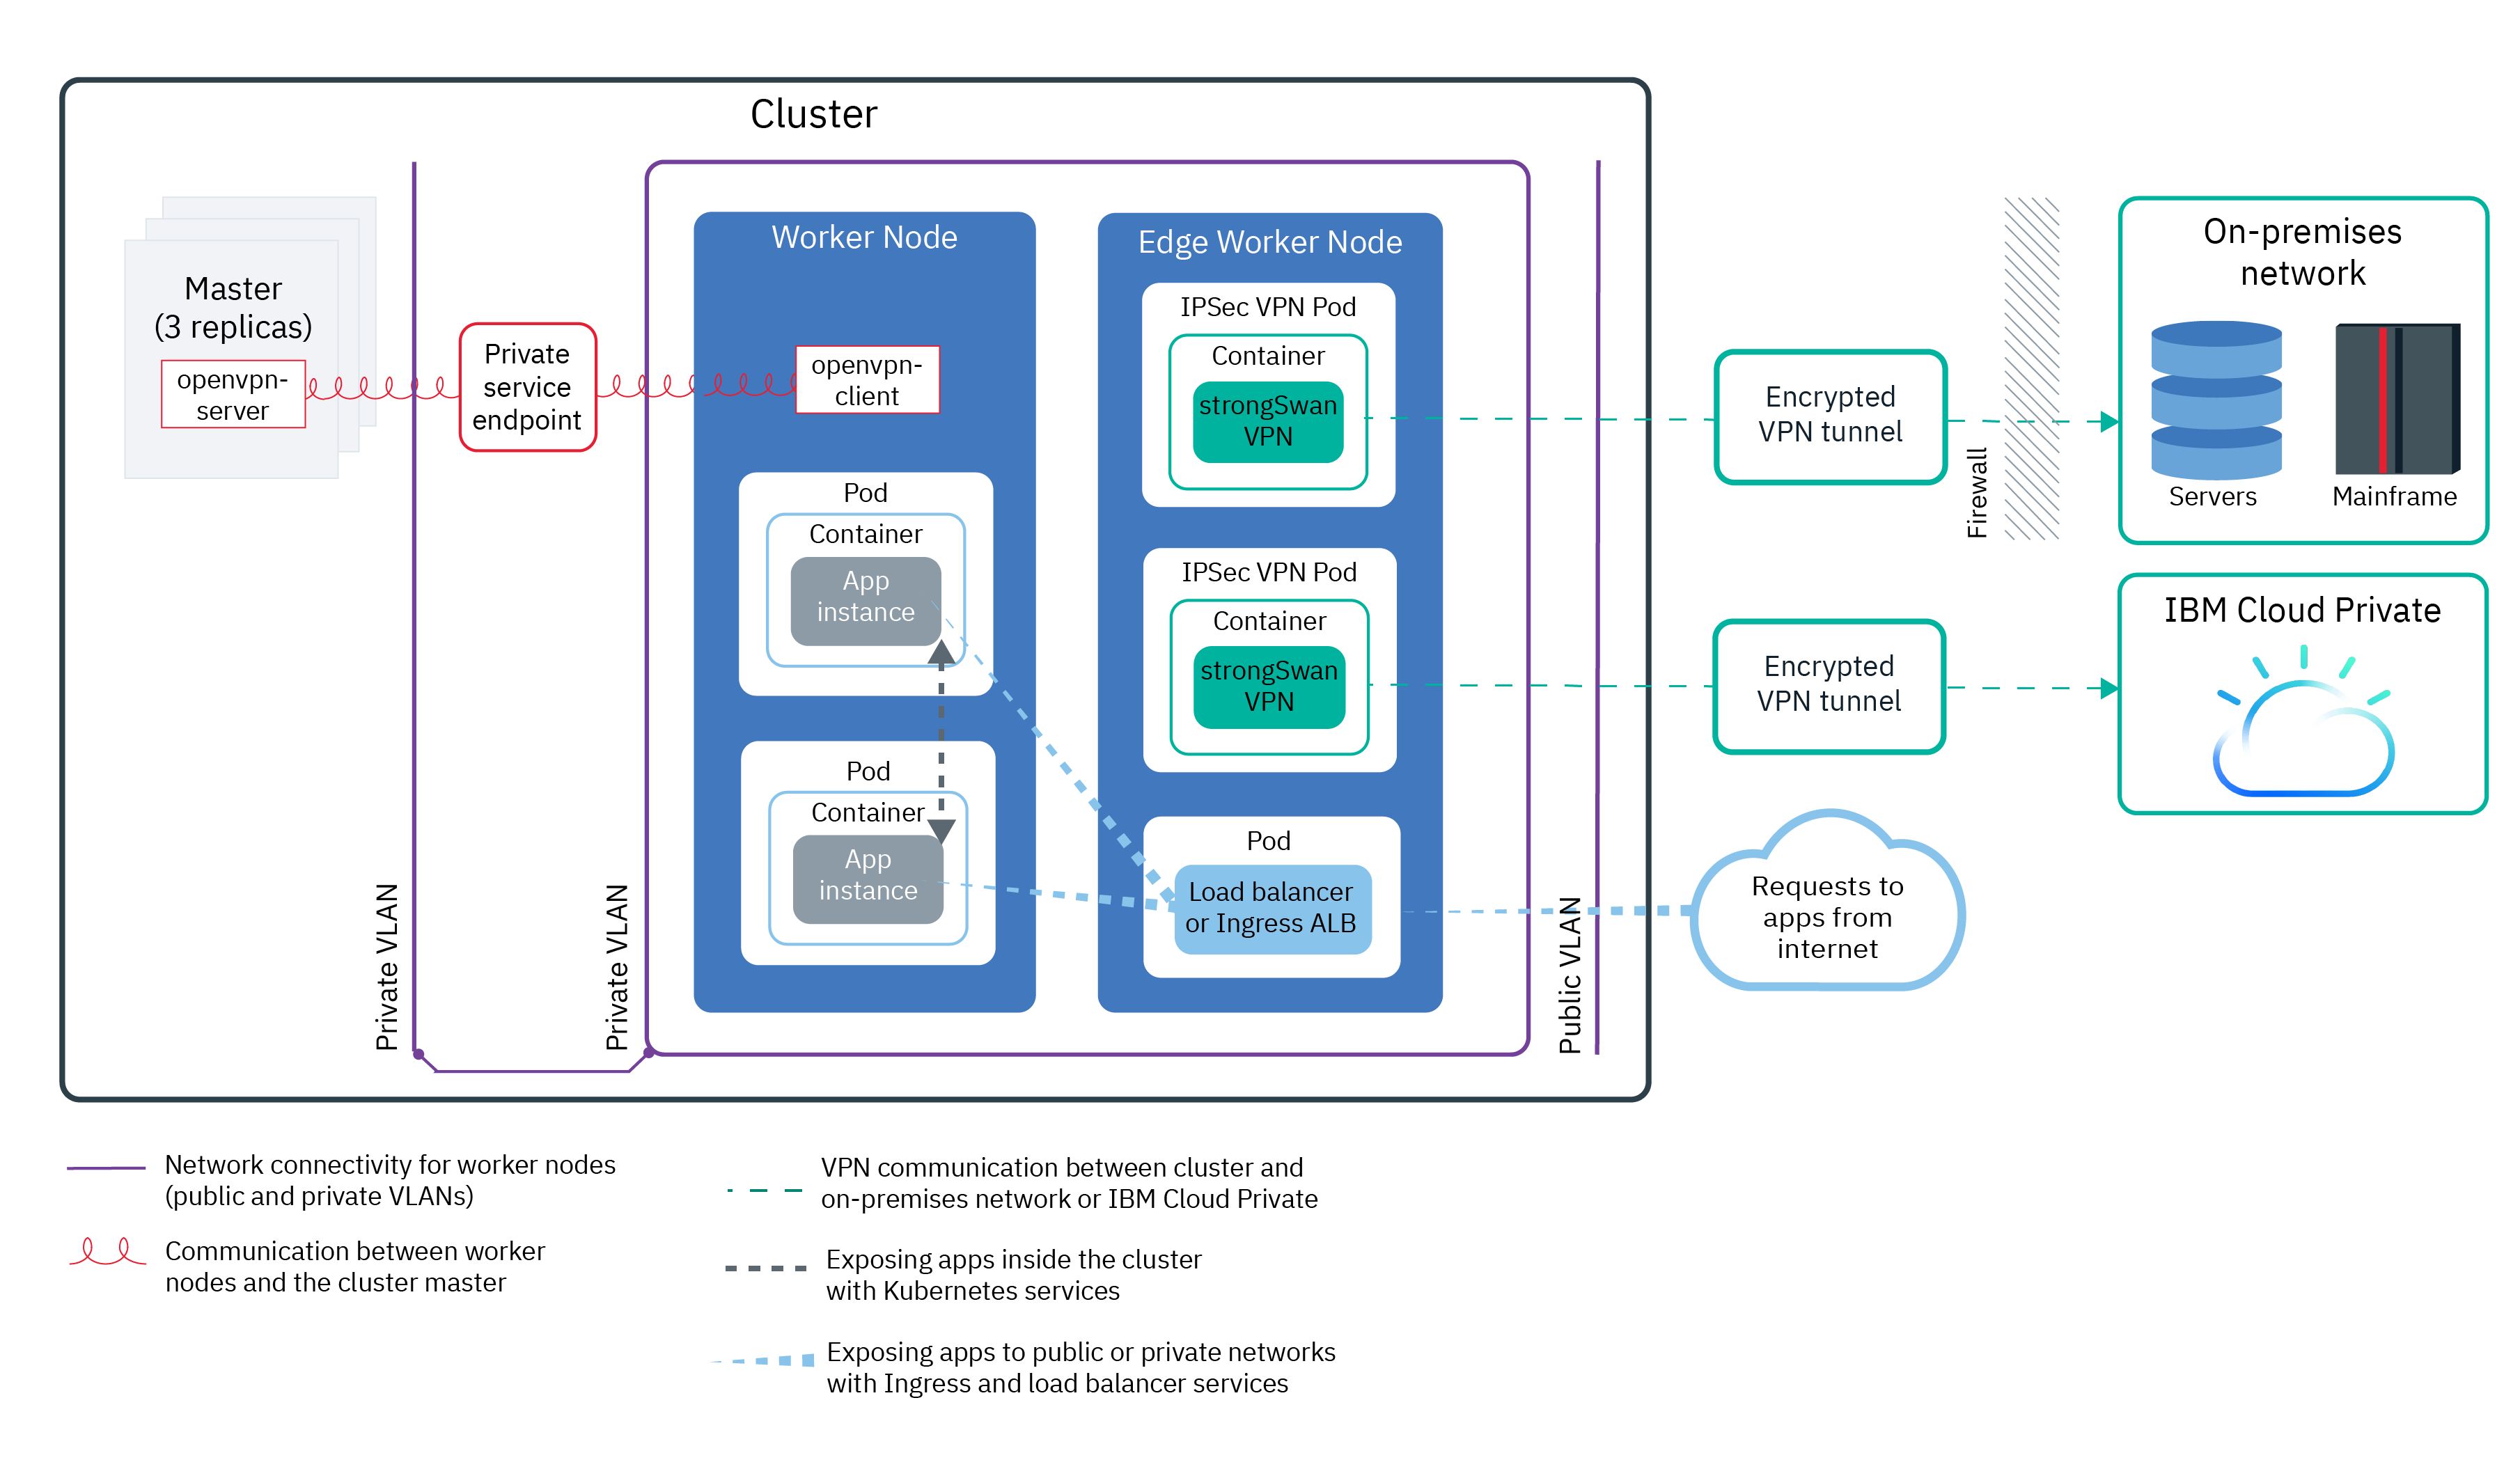 Cluster
Master
(3 replicas)
openvpn-
server
Private VLAN
Private
service
endpoint
Private VLAN
Worker Node
openvpn-
client
Pod
Container
App
instance
Pod
Container
App
instance
Edge Worker Node
IPSec VPN Pod
Container
strongSwan
VPN
IPSec VPN Pod
Container
strongSwan
VPN
Pod
Load balancer
or Ingress ALB
Public VLAN
Encrypted
VPN tunnel
Firewall
On-premises
network
Servers
Mainframe
Encrypted
VPN tunnel
IBM Cloud Private
Requests to
apps from
internet
Network connectivity for worker nodes
(public and private VLANs)
Communication between worker
nodes and the cluster master
VPN communication between cluster and
on-premises network or IBM Cloud Private
Exposing apps inside the cluster
with Kubernetes services
Exposing apps to public or private networks
with Ingress and load balancer services